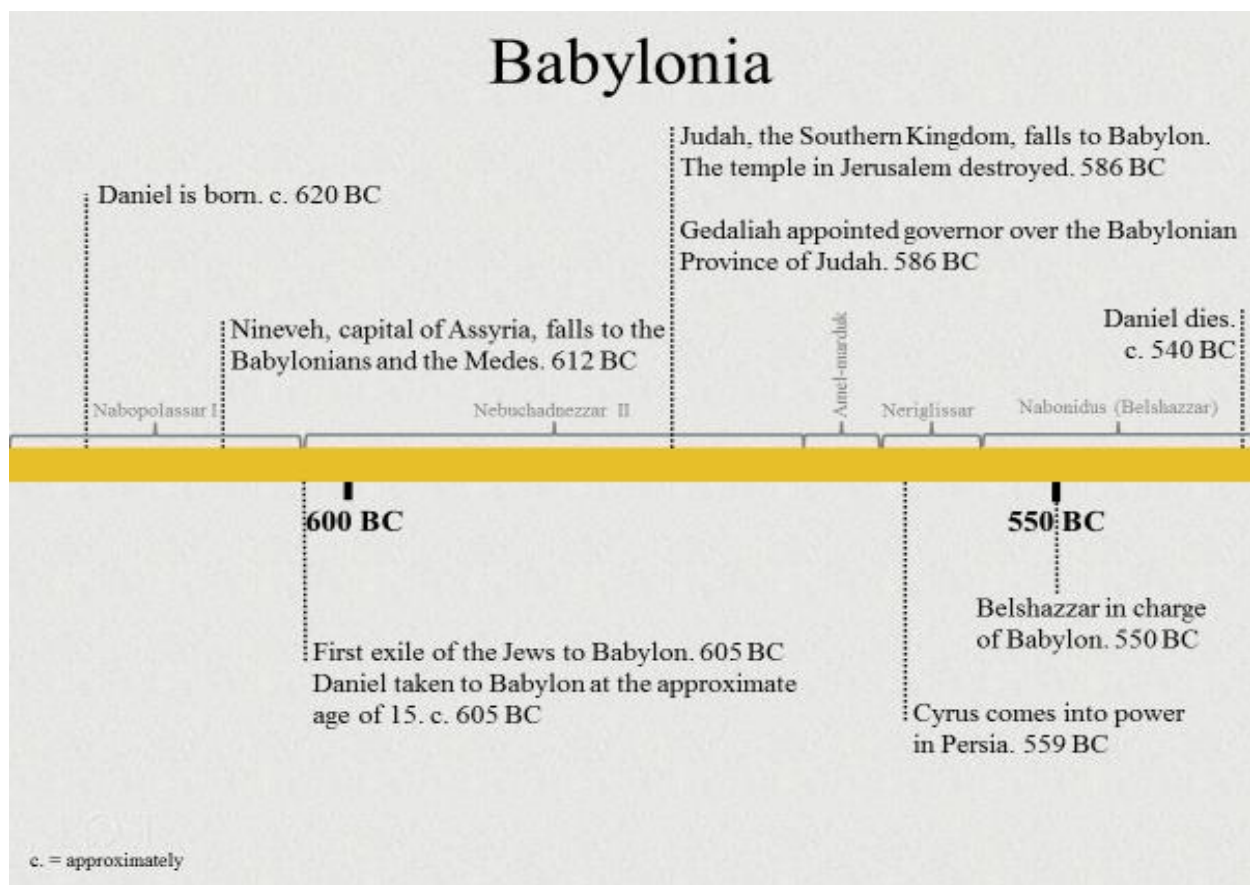 Babylonia
Judah, the Southern Kingdom, falls to Babylon.
The temple in Jerusalem destroyed. 586 BC
Daniel is born. c. 620 BC
Gedaliah appointed governor over the Babylonian
Province of Judah. 586 BC
Nineveh, capital of Assyria, falls to the
Babylonians and the Medes. 612 BC
Daniel dies.
c. 540 BC
Nabopolassar I
Nebuchadnezzar II
Amel-marduk
Neriglissar
Nabonidus (Belshazzar)
600 BC
550 BC
Belshazzar in charge
of Babylon. 550 BC
First exile of the Jews to Babylon. 605 BC
Daniel taken to Babylon at the approximate
age of 15. c. 605 BC
Cyrus comes into power
in Persia. 559 BC
c. = approximately